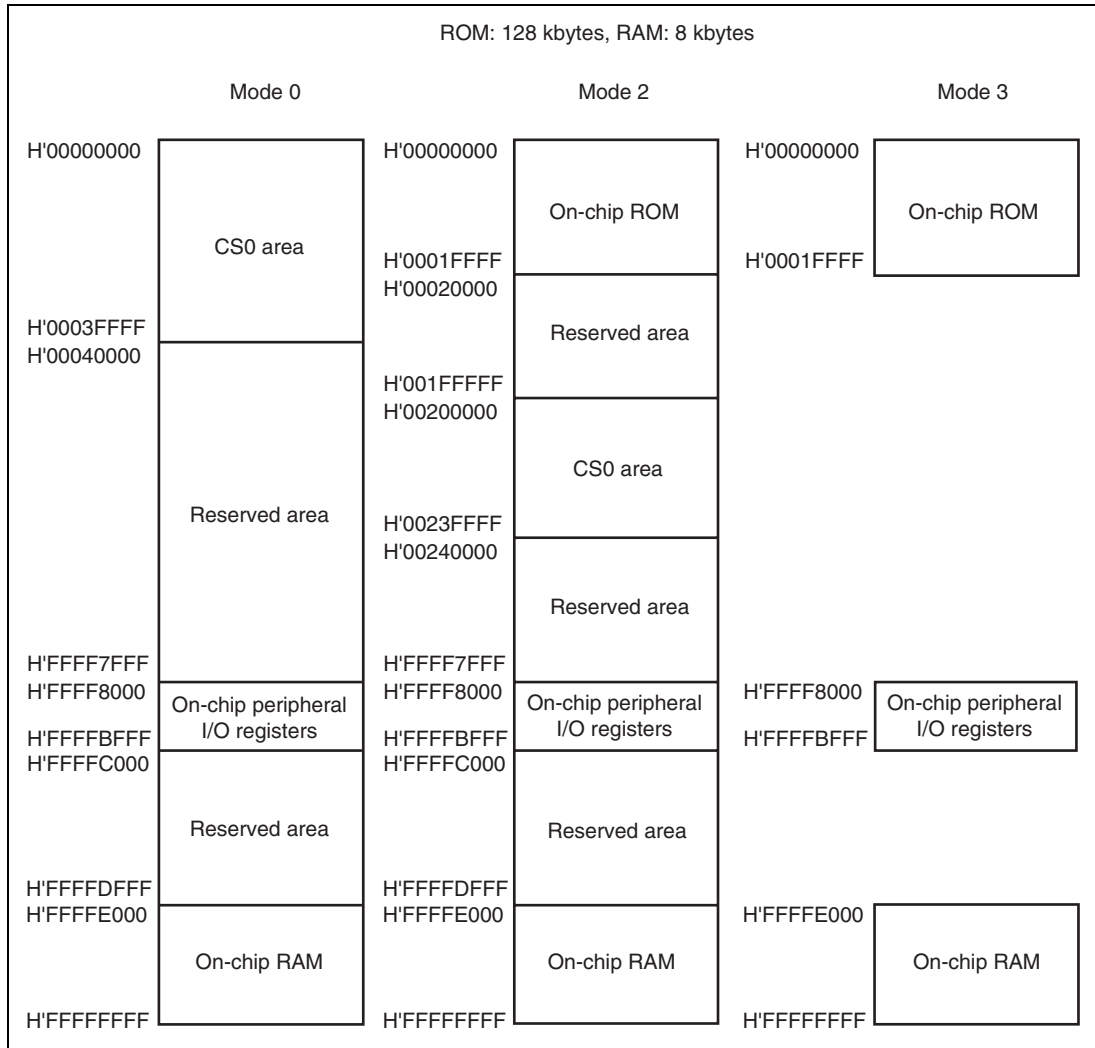 ROM: 128 kbytes, RAM: 8 kbytes
Mode 0
H'00000000
CS0 area
H'0003FFFF
H'00040000
Reserved area
H'FFFF7FFF
H'FFFF8000
On-chip peripheral
I/O registers
H'FFFFBFFF
H'FFFFC000
Reserved area
H'FFFFDFFF
H'FFFFE000
On-chip RAM
H'FFFFFFFF
Mode 2
H'00000000
On-chip ROM
H'0001FFFF
H'00020000
Reserved area
H'001FFFFF
H'00200000
CS0 area
H'0023FFFF
H'00240000
Reserved area
H'FFFF7FFF
H'FFFF8000
On-chip peripheral
I/O registers
H'FFFFBFFF
H'FFFFC000
Reserved area
H'FFFFDFFF
H'FFFFE000
On-chip RAM
H'FFFFFFFF
Mode 3
H'00000000
On-chip ROM
H'0001FFFF
H'FFFF8000
On-chip peripheral
I/O registers
H'FFFFBFFF
H'FFFFE000
On-chip RAM
H'FFFFFFFF